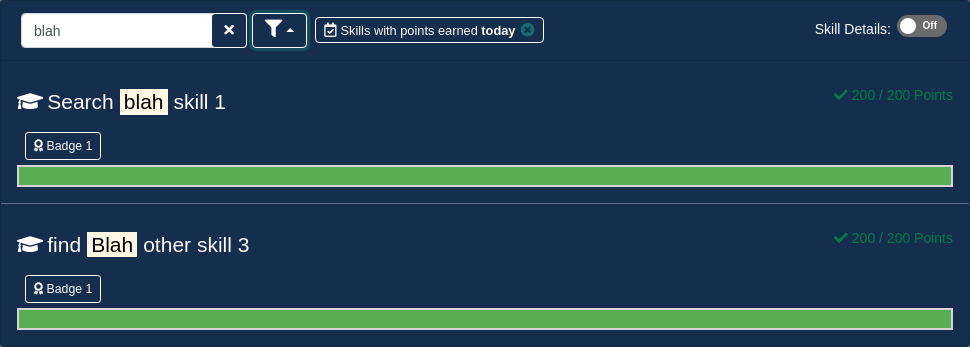 blah
Skills with points earned today
Skill Details: Off
Search blah skill 1
200 / 200 Points
Badge 1
find Blah other skill 3
200 / 200 Points
Badge 1